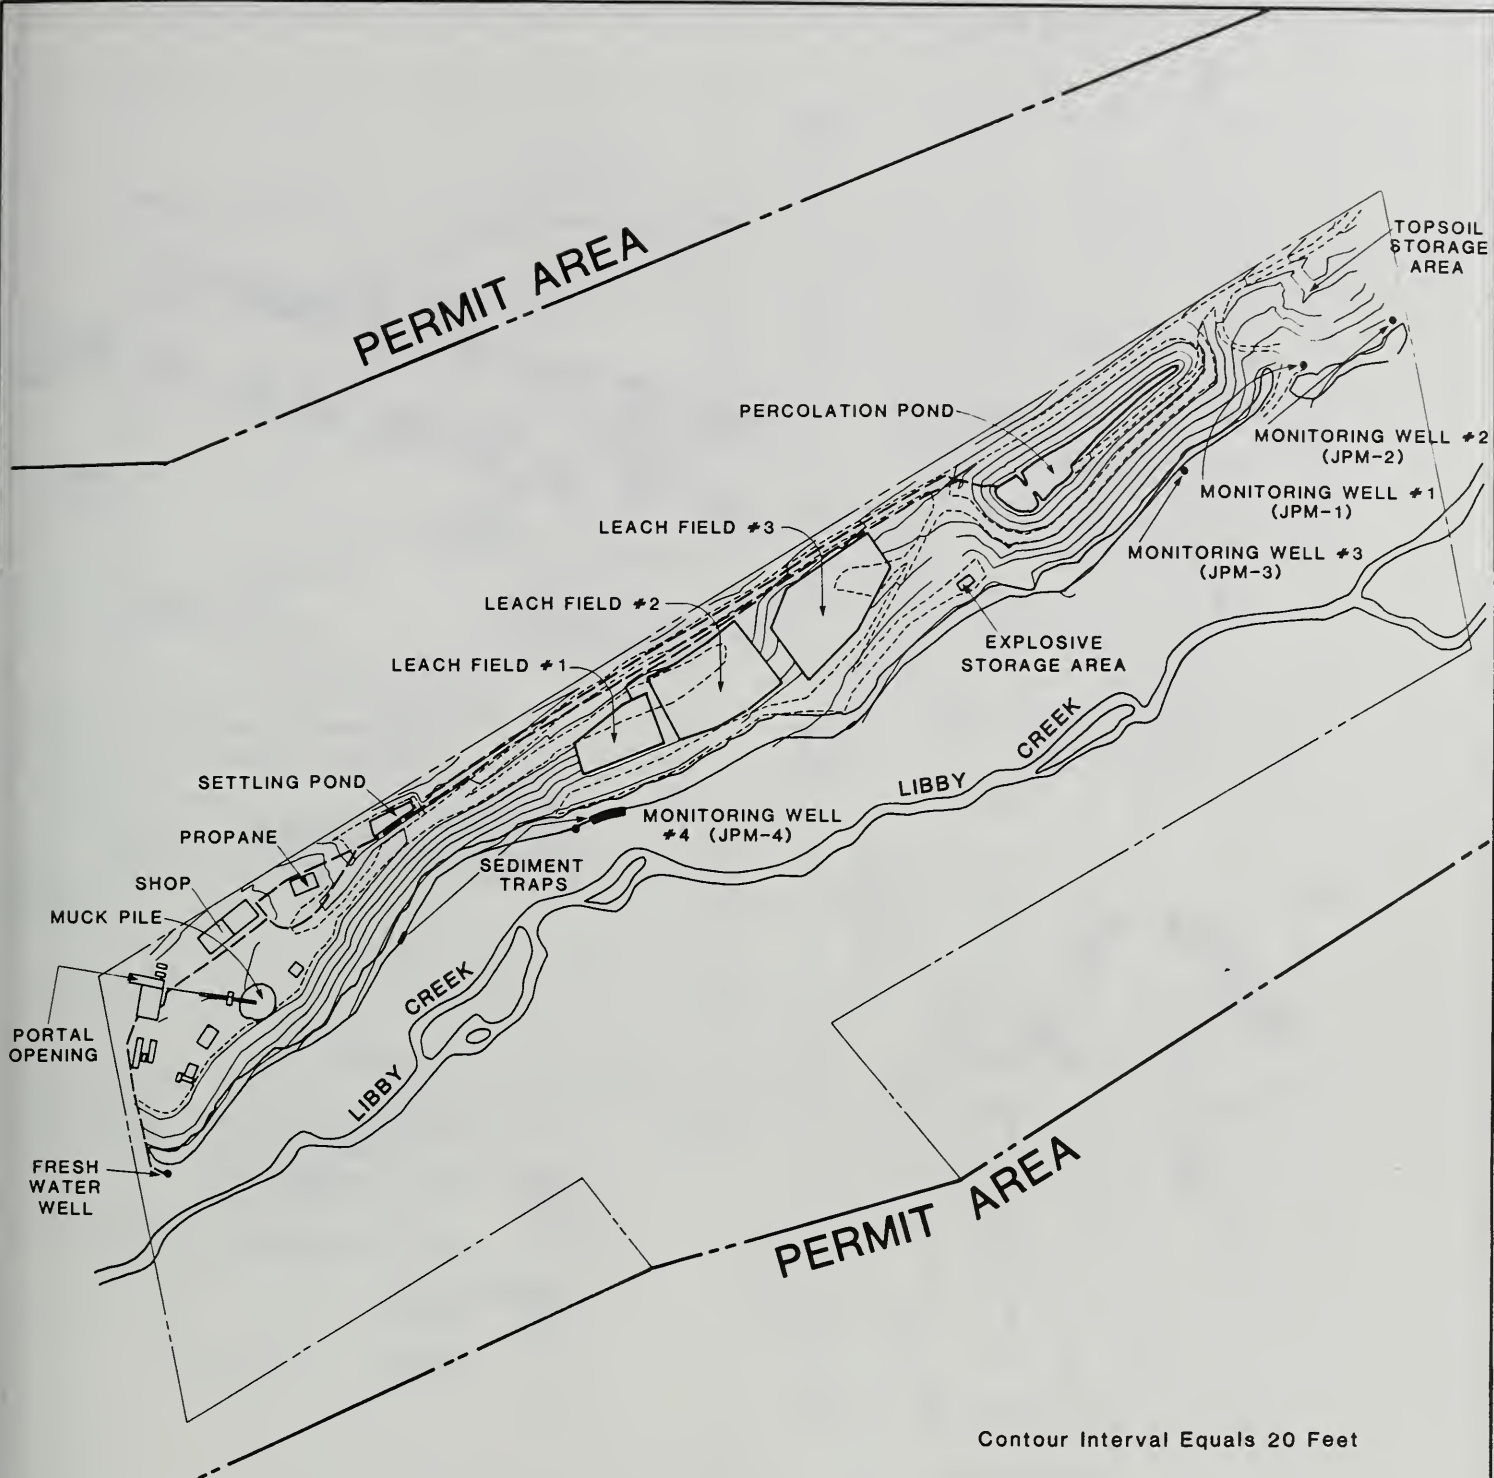 PERMIT AREA
TOPSOIL
STORAGE
AREA
PERCOLATION POND
MONITORING WELL #2
(JPM-2)
MONITORING WELL #1
(JPM-1)
LEACH FIELD #3
MONITORING WELL #3
(JPM-3)
LEACH FIELD #2
EXPLOSIVE
STORAGE AREA
LEACH FIELD #1
LIBBY CREEK
SETTLING POND
MONITORING WELL
#4 (JPM-4)
PROPANE
SEDIMENT
TRAPS
SHOP
MUCK PILE
LIBBY CREEK
PORTAL
OPENING
FRESH
WATER
WELL
PERMIT AREA
Contour Interval Equals 20 Feet